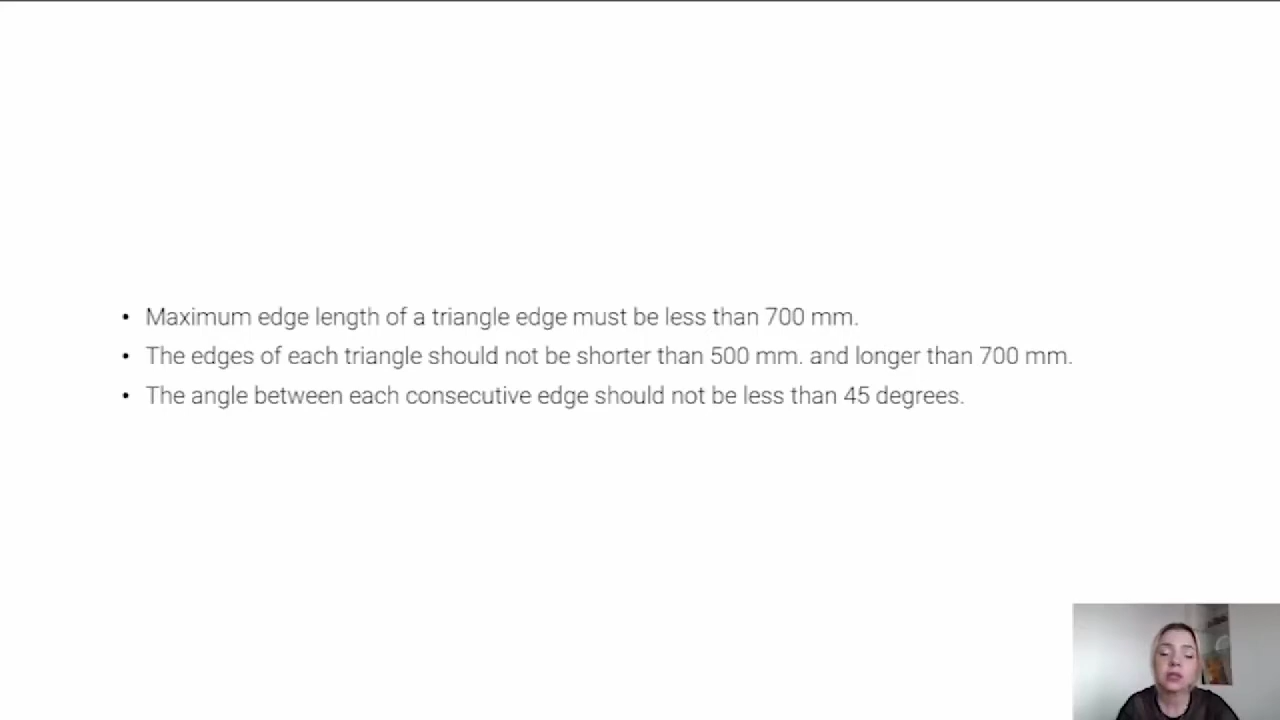 • Maximum edge length of a triangle edge must be less than 700 mm.
• The edges of each triangle should not be shorter than 500 mm. and longer than 700 mm.
• The angle between each consecutive edge should not be less than 45 degrees.